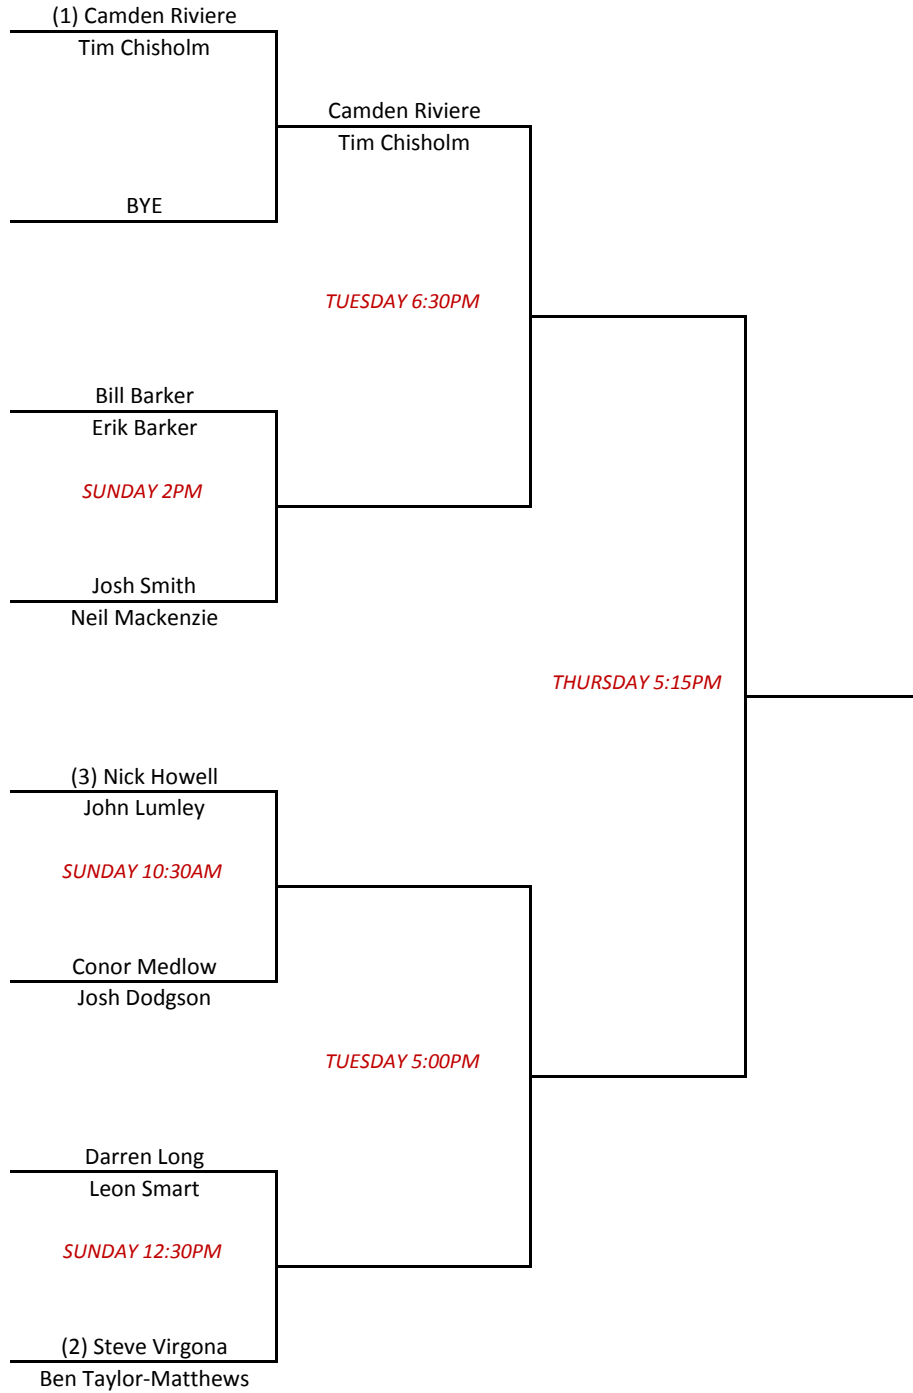 (1) Camden Riviere
Tim Chisholm
Camden Riviere
Tim Chisholm
BYE
TUESDAY 6:30PM
Bill Barker
Erik Barker
SUNDAY 2PM
Josh Smith
Neil Mackenzie
THURSDAY 5:15PM
(3) Nick Howell
John Lumley
SUNDAY 10:30AM
Conor Medlow
Josh Dodgson
TUESDAY 5:00PM
Darren Long
Leon Smart
SUNDAY 12:30PM
(2) Steve Virgona
Ben Taylor-Matthews